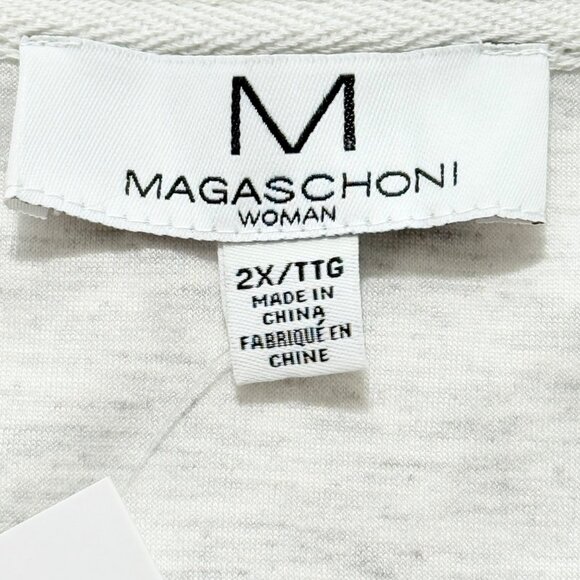 M
MAGASCHONI
WOMAN
2X/TTG
MADE IN
CHINA
FABRIQUÉ EN
CHINE